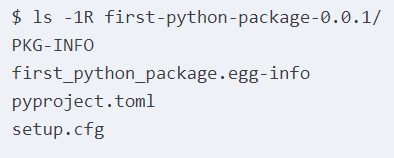 $ ls -1R first-python-package-0.0.1/
PKG-INFO
first_python_package.egg-info
pyproject.toml
setup.cfg